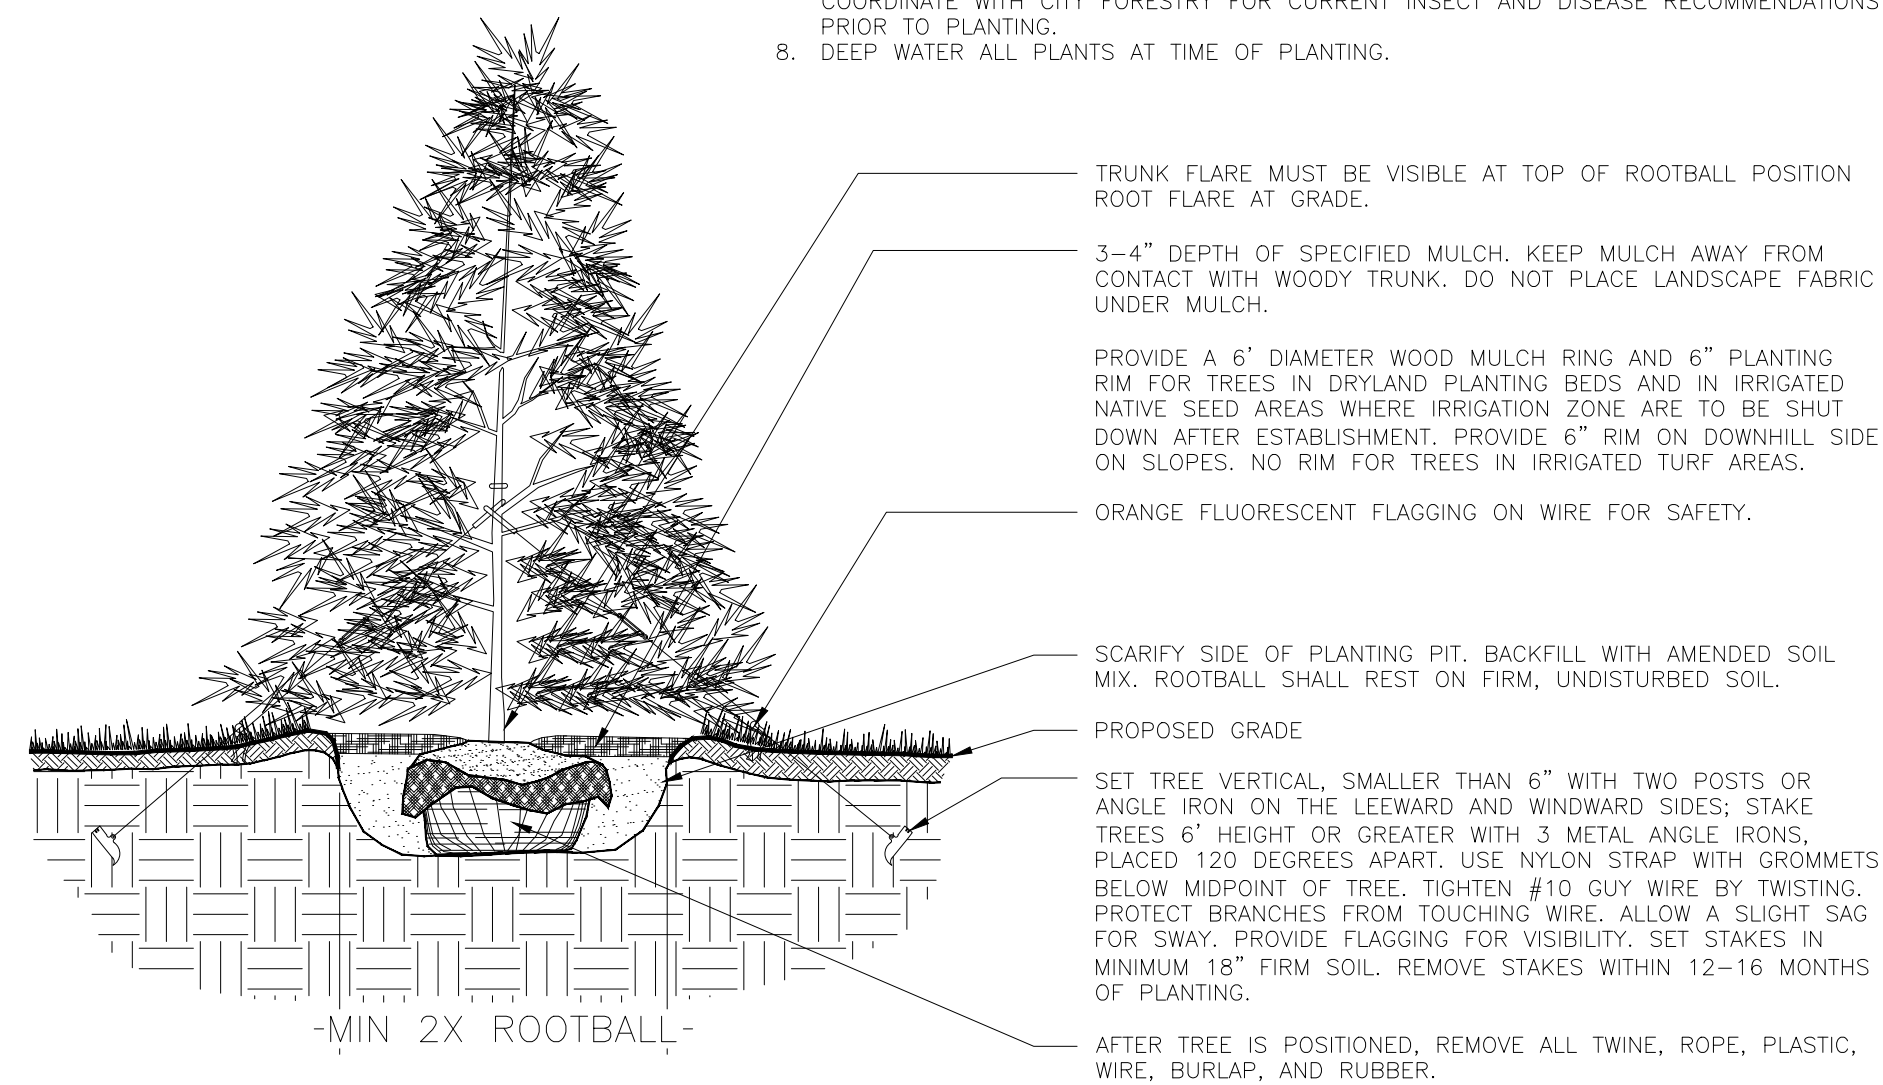 COORDINATE WITH CITY FORESTRY FOR CURRENT INSECT AND DISEASE RECOMMENDATIONS
PRIOR TO PLANTING.
8. DEEP WATER ALL PLANTS AT TIME OF PLANTING.
TRUNK FLARE MUST BE VISIBLE AT TOP OF ROOTBALL POSITION
ROOT FLARE AT GRADE.
3-4" DEPTH OF SPECIFIED MULCH. KEEP MULCH AWAY FROM
CONTACT WITH WOODY TRUNK. DO NOT PLACE LANDSCAPE FABRIC
UNDER MULCH.
PROVIDE A 6' DIAMETER WOOD MULCH RING AND 6" PLANTING
RIM FOR TREES IN DRYLAND PLANTING BEDS AND IN IRRIGATED
NATIVE SEED AREAS WHERE IRRIGATION ZONE ARE TO BE SHUT
DOWN AFTER ESTABLISHMENT. PROVIDE 6" RIM ON DOWNHILL SIDE
ON SLOPES. NO RIM FOR TREES IN IRRIGATED TURF AREAS.
ORANGE FLUORESCENT FLAGGING ON WIRE FOR SAFETY.
SCARIFY SIDE OF PLANTING PIT. BACKFILL WITH AMENDED SOIL
MIX. ROOTBALL SHALL REST ON FIRM, UNDISTURBED SOIL.
PROPOSED GRADE
SET TREE VERTICAL, SMALLER THAN 6" WITH TWO POSTS OR
ANGLE IRON ON THE LEEWARD AND WINDWARD SIDES; STAKE
TREES 6' HEIGHT OR GREATER WITH 3 METAL ANGLE IRONS,
PLACED 120 DEGREES APART. USE NYLON STRAP WITH GROMMETS
BELOW MIDPOINT OF TREE. TIGHTEN #10 GUY WIRE BY TWISTING.
PROTECT BRANCHES FROM TOUCHING WIRE. ALLOW A SLIGHT SAG
FOR SWAY. PROVIDE FLAGGING FOR VISIBILITY. SET STAKES IN
MINIMUM 18" FIRM SOIL. REMOVE STAKES WITHIN 12-16 MONTHS
OF PLANTING.
-MIN 2X ROOTBALL-
AFTER TREE IS POSITIONED, REMOVE ALL TWINE, ROPE, PLASTIC,
WIRE, BURLAP, AND RUBBER.